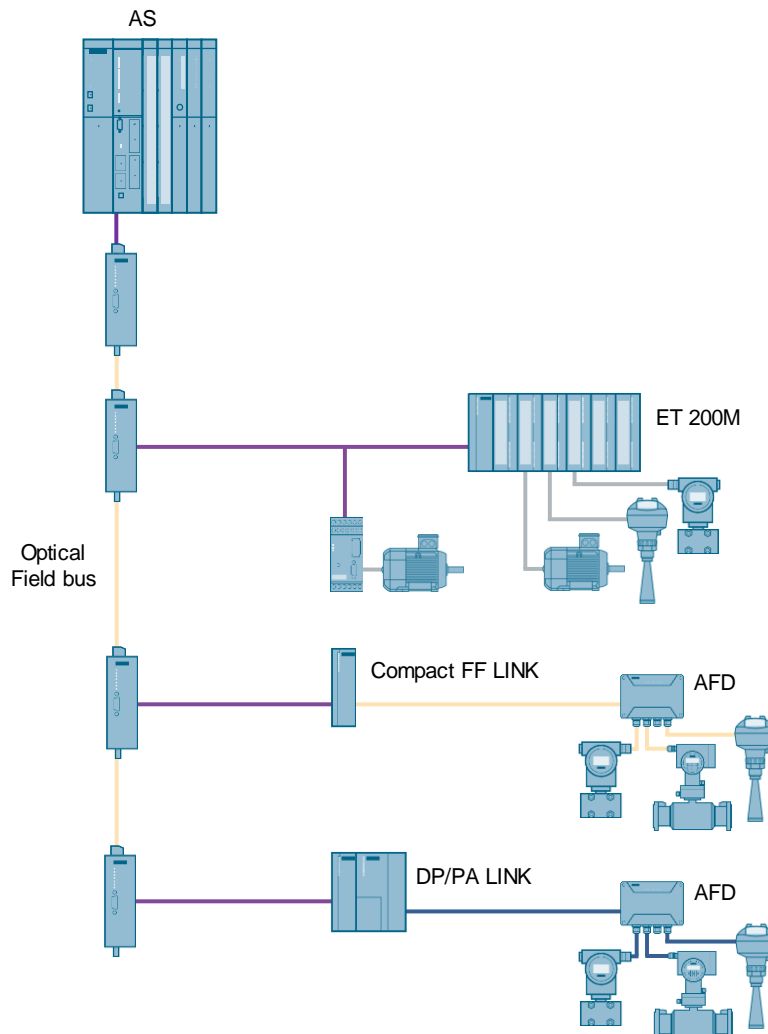 AS
ET 200M
Optical
Field bus
Compact FF LINK
AFD
DP/PA LINK
AFD